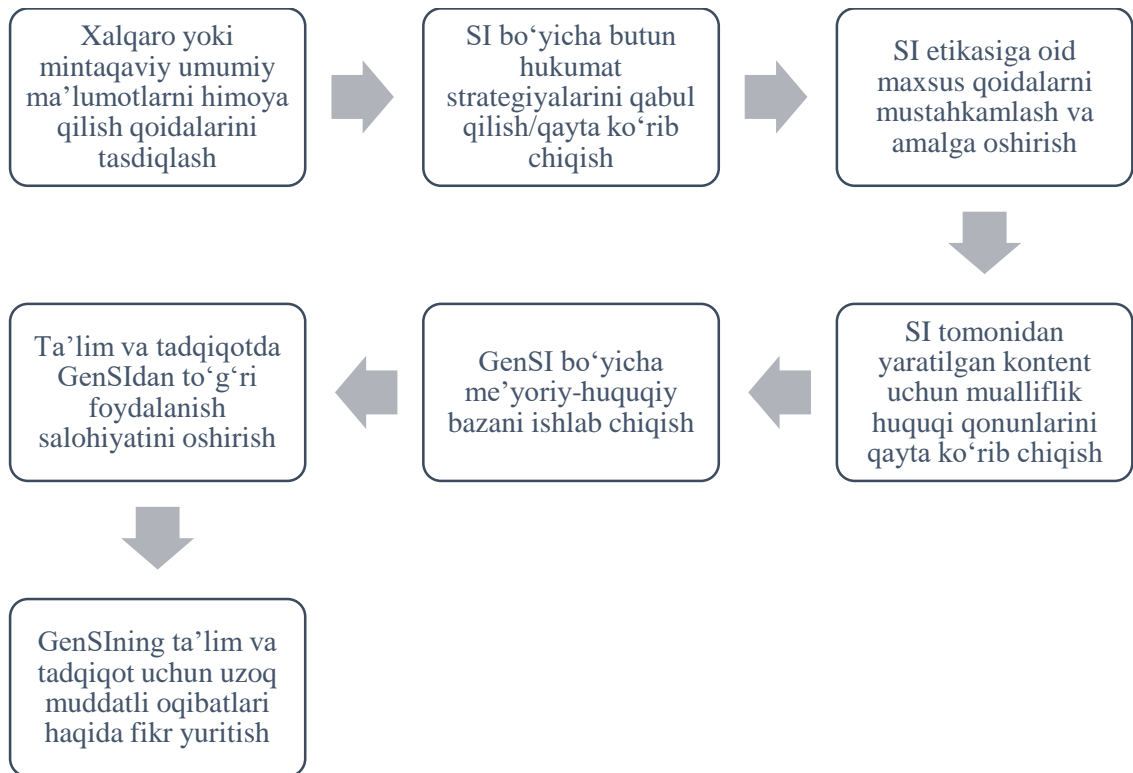 Xalqaro yoki
mintaqaviy umumiy
ma’lumotlarni himoya
qilish qoidalarini
tasdiqlash
SI bo‘yicha butun
hukumat
strategiyalarini qabul
qilish/qayta ko‘rib
chiqish
SI etikasiga oid
maxsus qoidalarni
mustahkamlash va
amalga oshirish
SI tomonidan
yaratilgan kontent
uchun mualliflik
huquqi qonunlarini
qayta ko‘rib chiqish
GenSI bo‘yicha
me’yoriy-huquqiy
bazani ishlab chiqish
Ta’lim va tadqiqotda
GenSIdan to‘g‘ri
foydalanish
salohiyatini oshirish
GenSIning ta’lim va
tadqiqot uchun uzoq
muddatli oqibatlari
haqida fikr yuritish